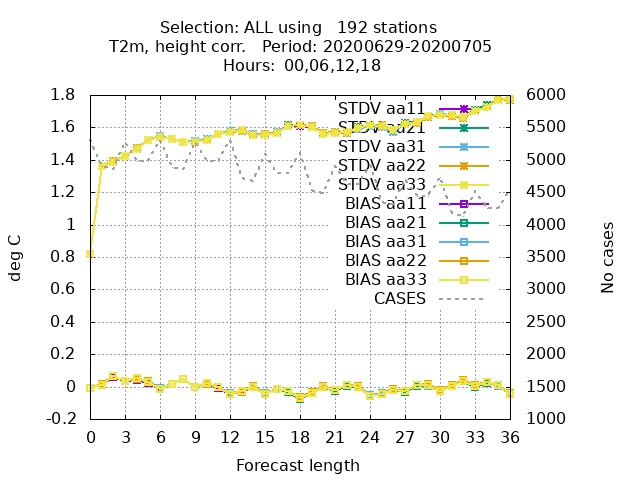 Selection: ALL using   192 stations
T2m, height corr.   Period: 20200629-20200705
Hours:  00,06,12,18
1.8 STDV aa11 6000
1.6 STDV aa21 5500
STDV aa31
1.4 STDV aa22 5000
STDV aa33
1.2 BIAS aa11 4500
1 BIAS aa21 4000
0.8 BIAS aa31 3500
BIAS aa22
0.6 BIAS aa33 3000
CASES
0.4 2500
0.2 2000
0 1500
-0.2 1000
deg C
No cases
0 3 6 9 12 15 18 21 24 27 30 33 36
Forecast length